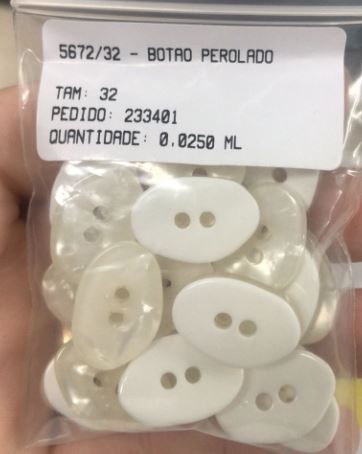 5672/32 - BOTAO PEROLADO
TAM: 32
PEDIDO: 233401
QUANTIDADE: 0,0250 ML